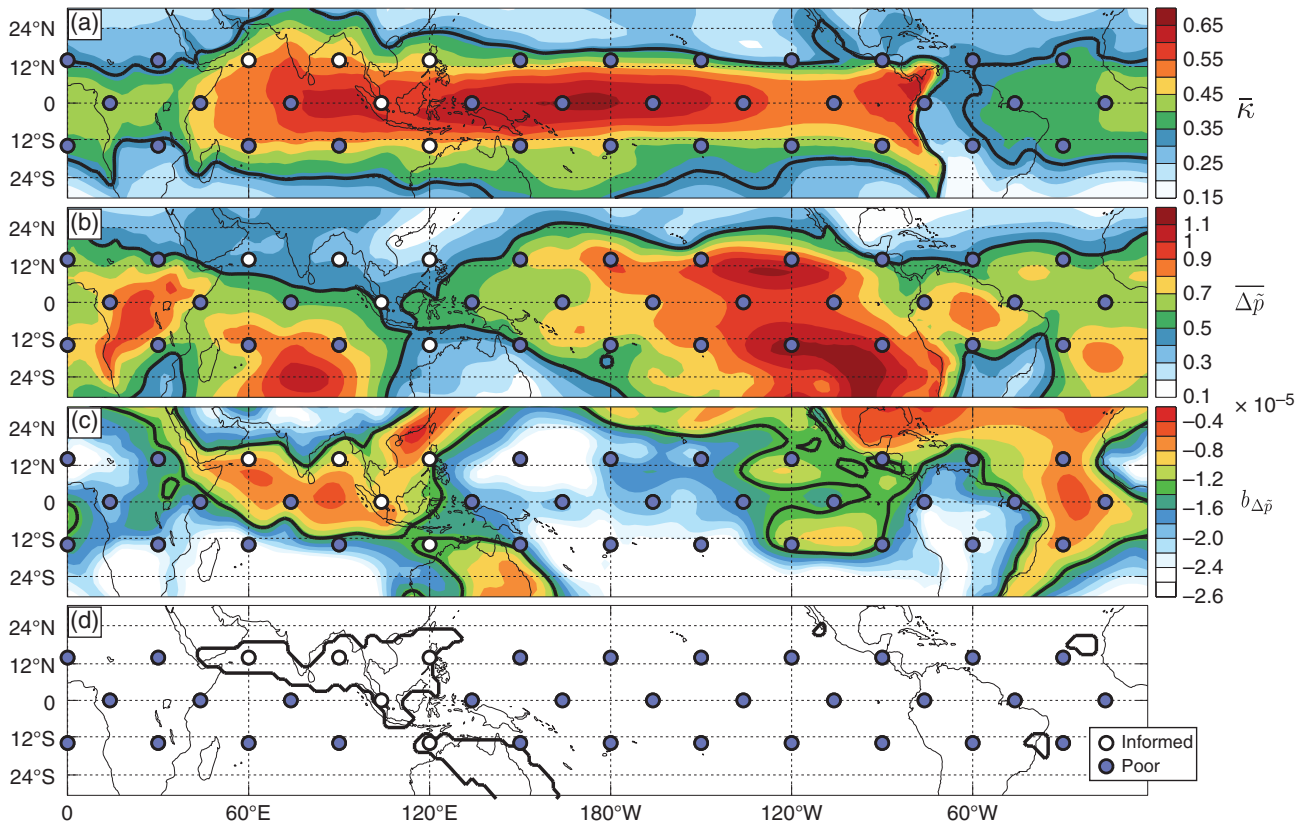 (a)
24°N
12°N
0
12°S
24°S
0.65
0.55
0.45
0.35
0.25
0.15
κ̄
(b)
24°N
12°N
0
12°S
24°S
1.1
1
0.9
0.7
0.5
0.3
0.1
\overline{Δp̃}
(c)
24°N
12°N
0
12°S
24°S
× 10⁻⁵
−0.4
−0.8
−1.2
−1.6
−2
−2.4
−2.6
b_{Δp̃}
(d)
24°N
12°N
0
12°S
24°S
Informed
Poor
0 60°E 120°E 180°W 120°W 60°W